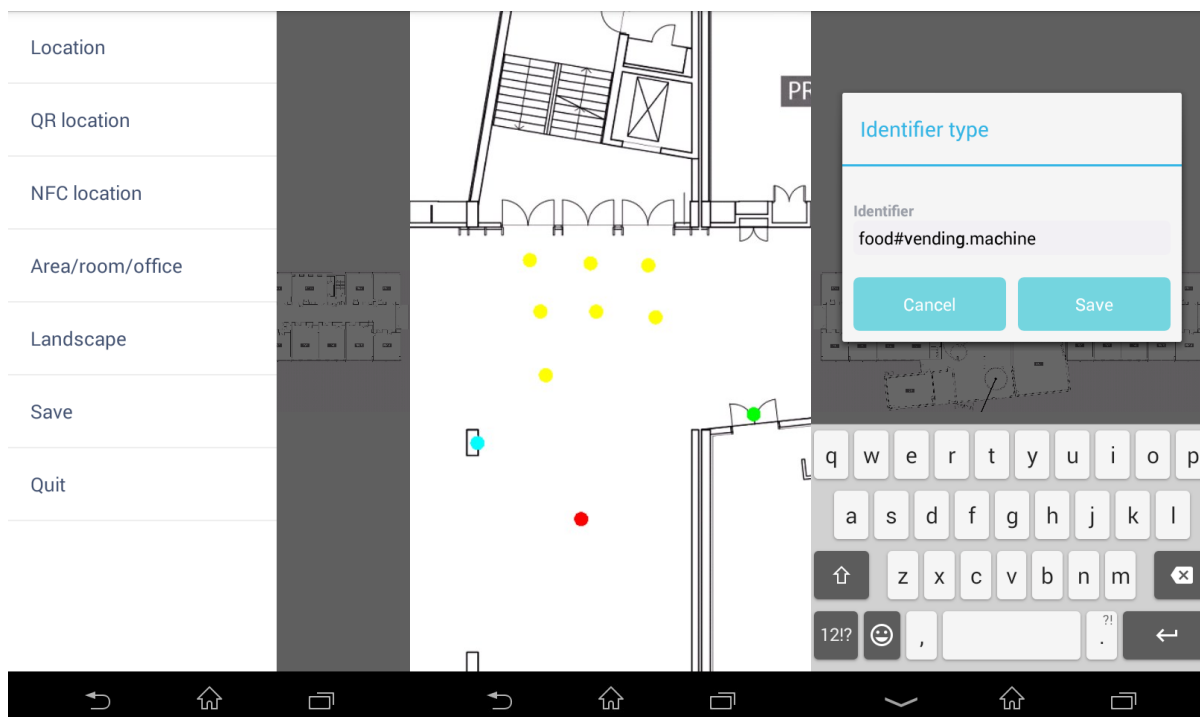 Location
QR location
NFC location
Area/room/office
Landscape
Save
Quit
PR
Identifier type
Identifier
food#vending.machine
Cancel Save
q w e r t y u i o p
a s d f g h j k l
z x c v b n m
12!? , ?! .